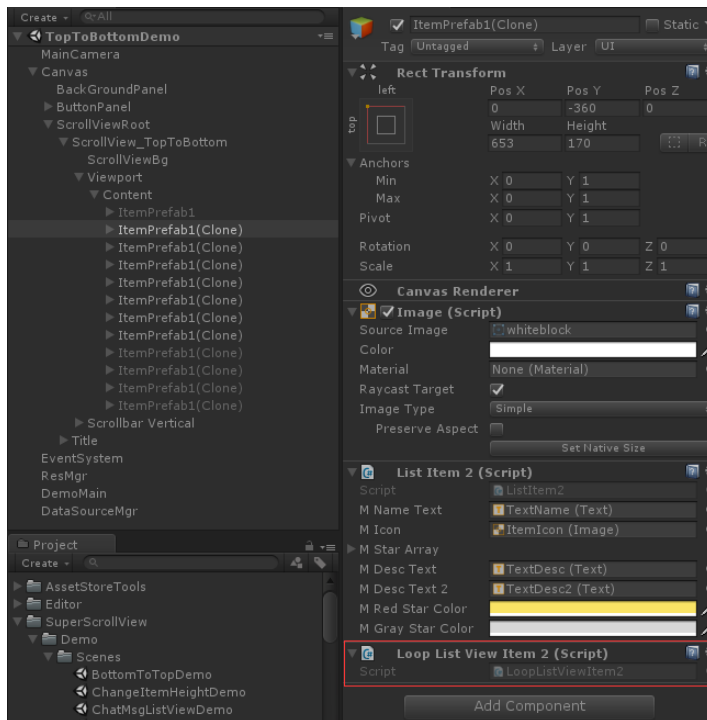 Create
All
TopToBottomDemo
MainCamera
Canvas
BackGroundPanel
ButtonPanel
ScrollViewRoot
ScrollView_TopToBottom
ScrollViewBg
Viewport
Content
ItemPrefab1
ItemPrefab1(Clone)
ItemPrefab1(Clone)
ItemPrefab1(Clone)
ItemPrefab1(Clone)
ItemPrefab1(Clone)
ItemPrefab1(Clone)
ItemPrefab1(Clone)
ItemPrefab1(Clone)
ItemPrefab1(Clone)
ItemPrefab1(Clone)
ItemPrefab1(Clone)
Scrollbar Vertical
Title
EventSystem
ResMgr
DemoMain
DataSourceMgr
Project
Create
AssetStoreTools
Editor
SuperScrollView
Demo
Scenes
BottomToTopDemo
ChangeItemHeightDemo
ChatMsgListViewDemo
ItemPrefab1(Clone) Static
Tag Untagged Layer UI
Rect Transform
left Pos X Pos Y Pos Z
top 0 -360 0
Width Height
653 170 R
Anchors
Min X 0 Y 1
Max X 0 Y 1
Pivot X 0 Y 1
Rotation X 0 Y 0 Z 0
Scale X 1 Y 1 Z 1
Canvas Renderer
Image (Script)
Source Image whiteblock
Color
Material None (Material)
Raycast Target
Image Type Simple
Preserve Aspect
Set Native Size
List Item 2 (Script)
Script ListItem2
M Name Text TextName (Text)
M Icon ItemIcon (Image)
M Star Array
M Desc Text TextDesc (Text)
M Desc Text 2 TextDesc2 (Text)
M Red Star Color
M Gray Star Color
Loop List View Item 2 (Script)
Script LoopListViewItem2
Add Component